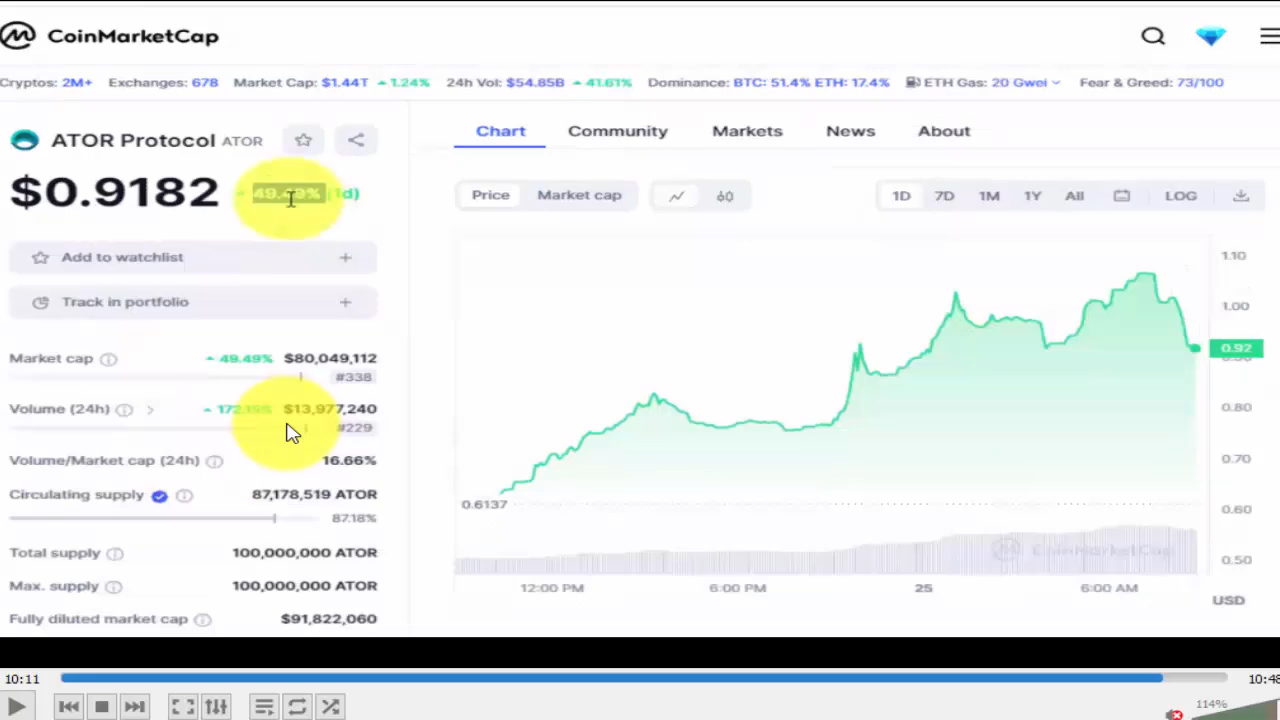 CoinMarketCap
Cryptos: 2M+ Exchanges: 678 Market Cap: $1.44T 1.24% 24h Vol: $54.85B 41.61% Dominance: BTC: 51.4% ETH: 17.4% ETH Gas: 20 Gwei Fear & Greed: 73/100
ATOR Protocol ATOR
$0.9182 49.49% (1d)
Add to watchlist +
Track in portfolio +
Market cap 49.49% $80,049,112
#338
Volume (24h) > 172.19% $13,977,240
#229
Volume/Market cap (24h) 16.66%
Circulating supply 87,178,519 ATOR
87.18%
Total supply 100,000,000 ATOR
Max. supply 100,000,000 ATOR
Fully diluted market cap $91,822,060
Chart Community Markets News About
Price Market cap 1D 7D 1M 1Y All LOG
1.10
1.00
0.92
0.90
0.80
0.70
0.6137
0.60
CoinMarketCap
0.50
12:00 PM 6:00 PM 25 6:00 AM
USD
10:11 10:48
114%